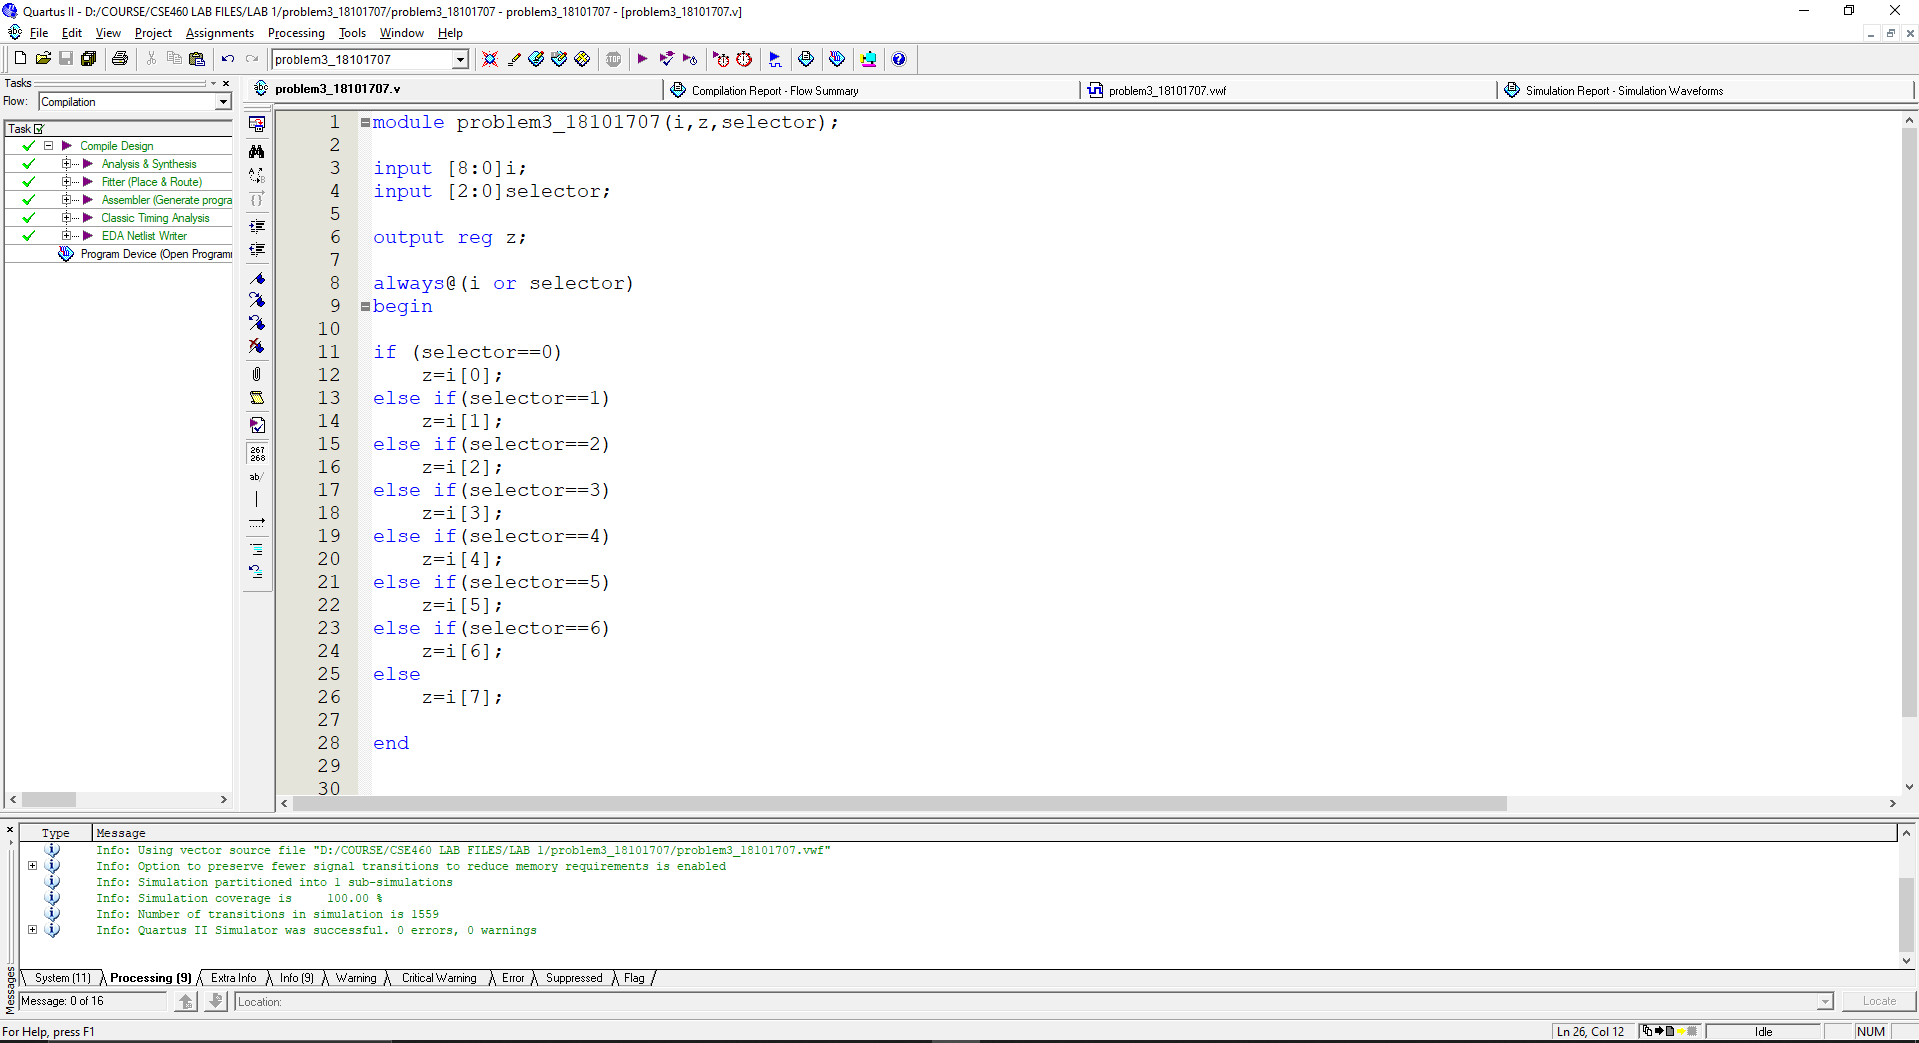 Quartus II - D:/COURSE/CSE460 LAB FILES/LAB 1/problem3_18101707/problem3_18101707 - problem3_18101707 - [problem3_18101707.v]
File Edit View Project Assignments Processing Tools Window Help
problem3_18101707
Tasks
Flow: Compilation
Task
Compile Design
Analysis & Synthesis
Fitter (Place & Route)
Assembler (Generate progra
Classic Timing Analysis
EDA Netlist Writer
Program Device (Open Program
problem3_18101707.v
Compilation Report - Flow Summary
problem3_18101707.vwf
Simulation Report - Simulation Waveforms
267
268
ab/
1 module problem3_18101707(i,z,selector);
2
3 input [8:0]i;
4 input [2:0]selector;
5
6 output reg z;
7
8 always@(i or selector)
9 begin
10
11 if (selector==0)
12 z=i[0];
13 else if(selector==1)
14 z=i[1];
15 else if(selector==2)
16 z=i[2];
17 else if(selector==3)
18 z=i[3];
19 else if(selector==4)
20 z=i[4];
21 else if(selector==5)
22 z=i[5];
23 else if(selector==6)
24 z=i[6];
25 else
26 z=i[7];
27
28 end
29
30
Type Message
Info: Using vector source file "D:/COURSE/CSE460 LAB FILES/LAB 1/problem3_18101707/problem3_18101707.vwf"
Info: Option to preserve fewer signal transitions to reduce memory requirements is enabled
Info: Simulation partitioned into 1 sub-simulations
Info: Simulation coverage is 100.00 %
Info: Number of transitions in simulation is 1559
Info: Quartus II Simulator was successful. 0 errors, 0 warnings
System (11) Processing (9) Extra Info Info (9) Warning Critical Warning Error Suppressed Flag
Messages
Message: 0 of 16
Location:
Locate
For Help, press F1
Ln 26, Col 12
Idle
NUM